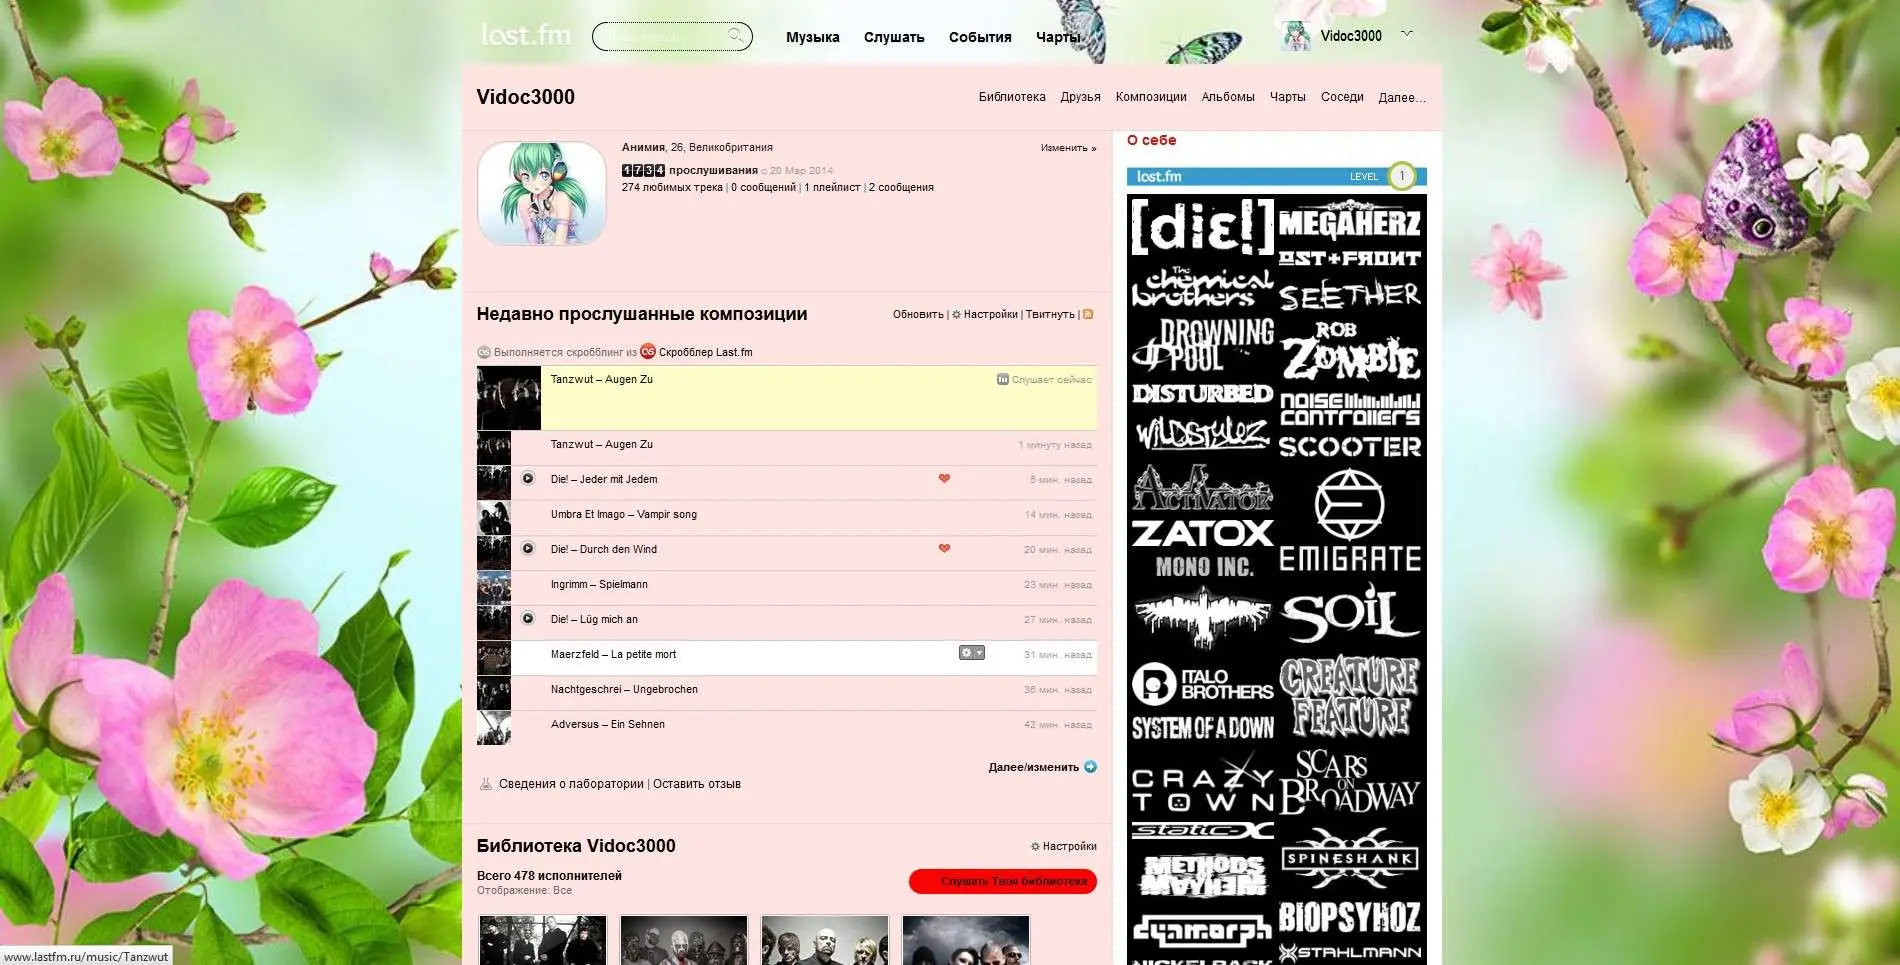 last.fm
Музыка Слушать События Чарты
Vidoc3000
Vidoc3000
Библиотека Друзья Композиции Альбомы Чарты Соседи Далее...
Анимия, 26, Великобритания
Изменить »
1734 прослушивания с 20 Мар 2014
274 любимых трека | 0 сообщений | 1 плейлист | 2 сообщения
Недавно прослушанные композиции
Обновить | Настройки | Твитнуть |
Выполняется скробблинг из Скробблер Last.fm
Tanzwut – Augen Zu Слушает сейчас
Tanzwut – Augen Zu 1 минуту назад
Die! – Jeder mit Jedem 5 мин. назад
Umbra Et Imago – Vampir song 14 мин. назад
Die! – Durch den Wind 20 мин. назад
Ingrimm – Spielmann 23 мин. назад
Die! – Lüg mich an 27 мин. назад
Maerzfeld – La petite mort 31 мин. назад
Nachtgeschrei – Ungebrochen 36 мин. назад
Adversus – Ein Sehnen 42 мин. назад
Далее/изменить
Сведения о лаборатории | Оставить отзыв
Библиотека Vidoc3000
Настройки
Всего 478 исполнителей
Отображение: Все
Слушать Твоя библиотека
О себе
last.fm LEVEL 1
[diε!]
MEGAHERZ
OST+FRONT
The chemical brothers
SEETHER
DROWNING POOL
ROB ZOMBIE
DISTURBED
NOISE CONTROLLERS
WILDSTYLEZ
SCOOTER
ACTIVATOR
ZATOX
EMIGRATE
MONO INC.
SOiL
ITALO BROTHERS
CREATURE FEATURE
SYSTEM OF A DOWN
CRAZY TOWN
SCARS ON BROADWAY
STATIC-X
SPINESHANK
METHODS OF MAYHEM
BIOPSYHOZ
dyamorph
STAHLMANN
NICKELBACK
www.lastfm.ru/music/Tanzwut